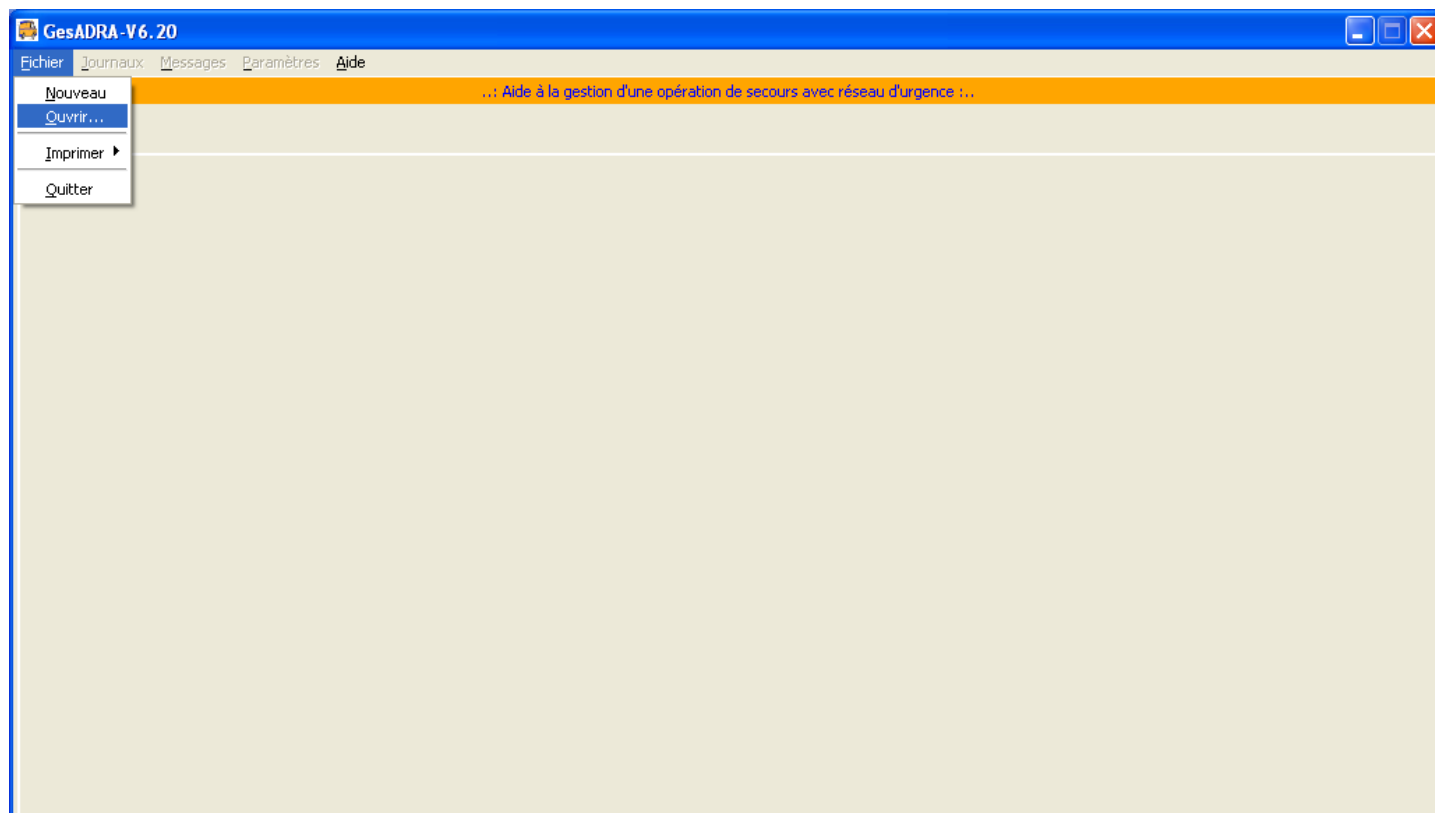 GesADRA-V6.20
Fichier Journaux Messages Paramètres Aide
..: Aide à la gestion d'une opération de secours avec réseau d'urgence :..
Nouveau
Ouvrir...
Imprimer
Quitter